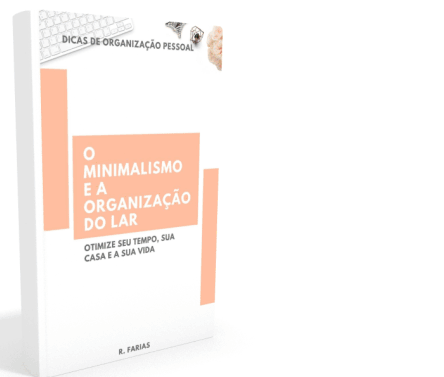 DICAS DE ORGANIZAÇÃO PESSOAL
O
MINIMALISMO
E A
ORGANIZAÇÃO
DO LAR
OTIMIZE SEU TEMPO, SUA
CASA E A SUA VIDA
R. FARIAS